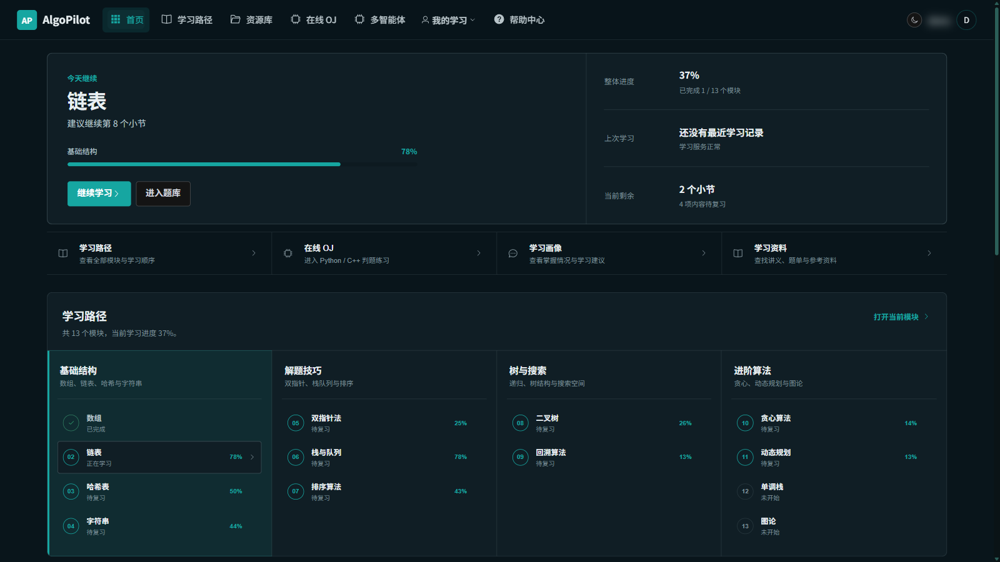 AP AlgoPilot 首页 学习路径 资源库 在线 OJ 多智能体 我的学习 帮助中心 D
今天继续
链表
建议继续第 8 个小节
基础结构 78%
继续学习 进入题库
整体进度 37%
已完成 1 / 13 个模块
上次学习 还没有最近学习记录
学习服务正常
当前剩余 2 个小节
4 项内容待复习
学习路径
查看全部模块与学习顺序
在线 OJ
进入 Python / C++ 判题练习
学习画像
查看掌握情况与学习建议
学习资料
查找讲义、题单与参考资料
学习路径
共 13 个模块，当前学习进度 37%。
打开当前模块
基础结构
数组、链表、哈希与字符串
数组
已完成
02 链表 78%
正在学习
03 哈希表 50%
待复习
04 字符串 44%
待复习
解题技巧
双指针、栈队列与排序
05 双指针法 25%
待复习
06 栈与队列 78%
待复习
07 排序算法 43%
待复习
树与搜索
递归、树结构与搜索空间
08 二叉树 26%
待复习
09 回溯算法 13%
待复习
进阶算法
贪心、动态规划与图论
10 贪心算法 14%
待复习
11 动态规划 13%
待复习
12 单调栈
未开始
13 图论
未开始